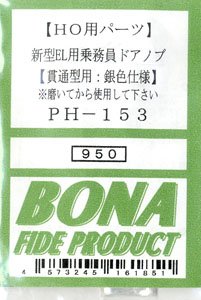 【HO用パーツ】
新型EL用乗務員ドアノブ
【貫通型用：銀色仕様】
※磨いてから使用して下さい
PH-153
950
BONA
FIDE PRODUCT
4 573245 161851